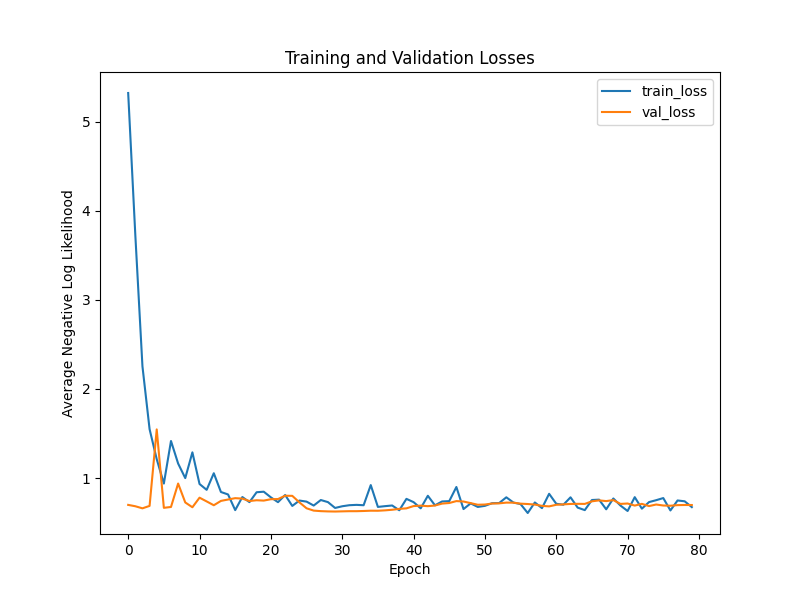 Training and Validation Losses
train_loss
val_loss
Average Negative Log Likelihood
5
4
3
2
1
0 10 20 30 40 50 60 70 80
Epoch